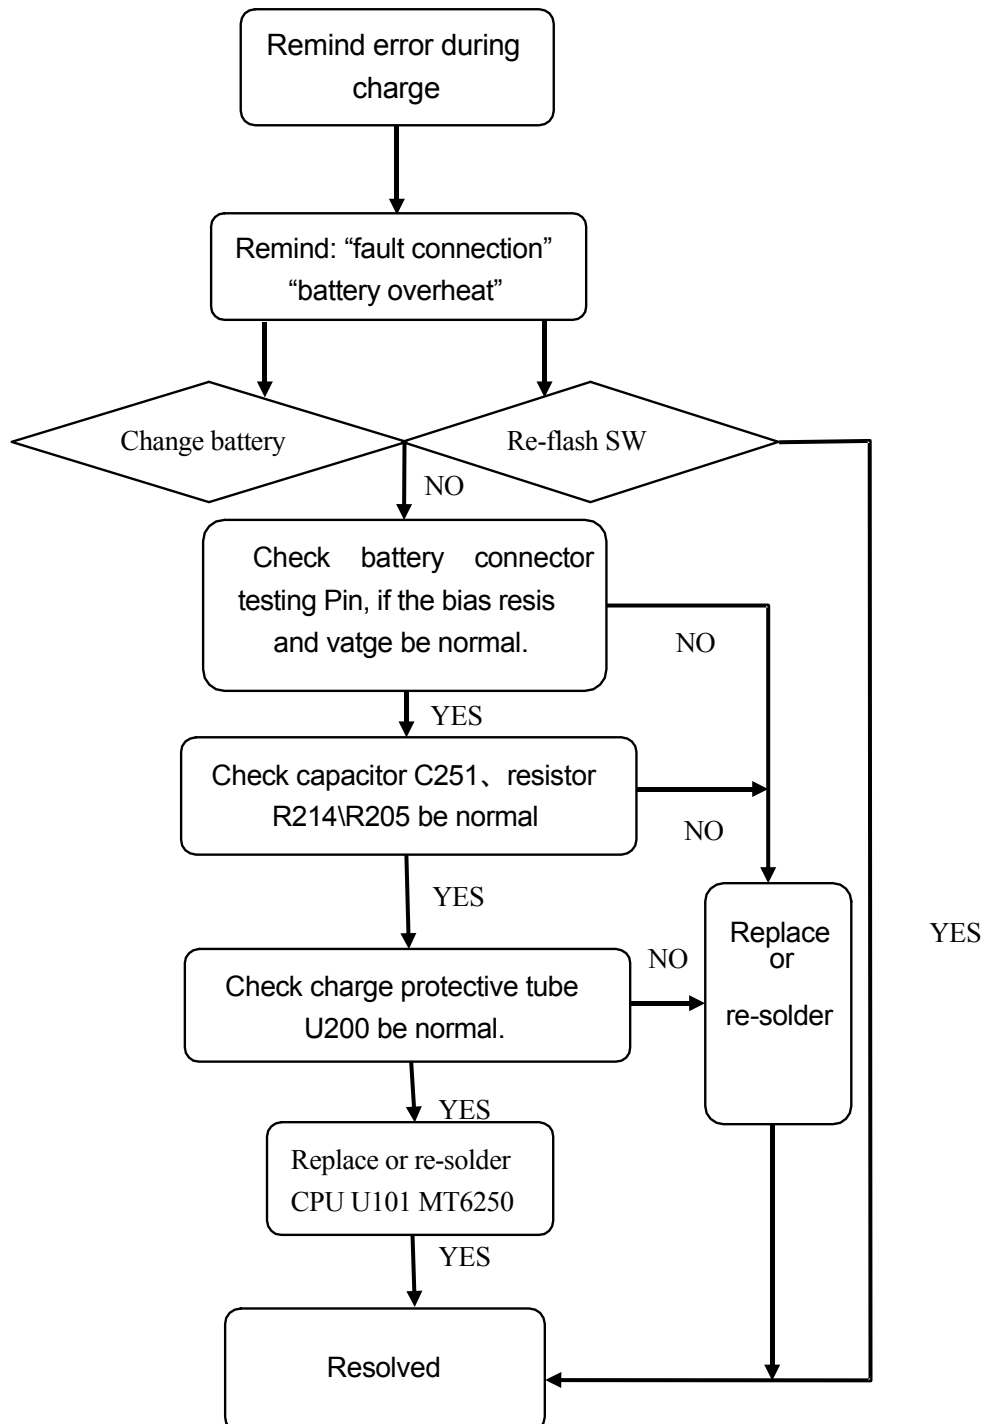 Remind error during
charge
Remind: “fault connection”
“battery overheat”
Change battery
Re-flash SW
NO
Check battery connector
testing Pin, if the bias resis
and vatge be normal.
NO
YES
Check capacitor C251、resistor
R214\R205 be normal
NO
YES
Replace
or
re-solder
YES
NO
Check charge protective tube
U200 be normal.
YES
Replace or re-solder
CPU U101 MT6250
YES
Resolved